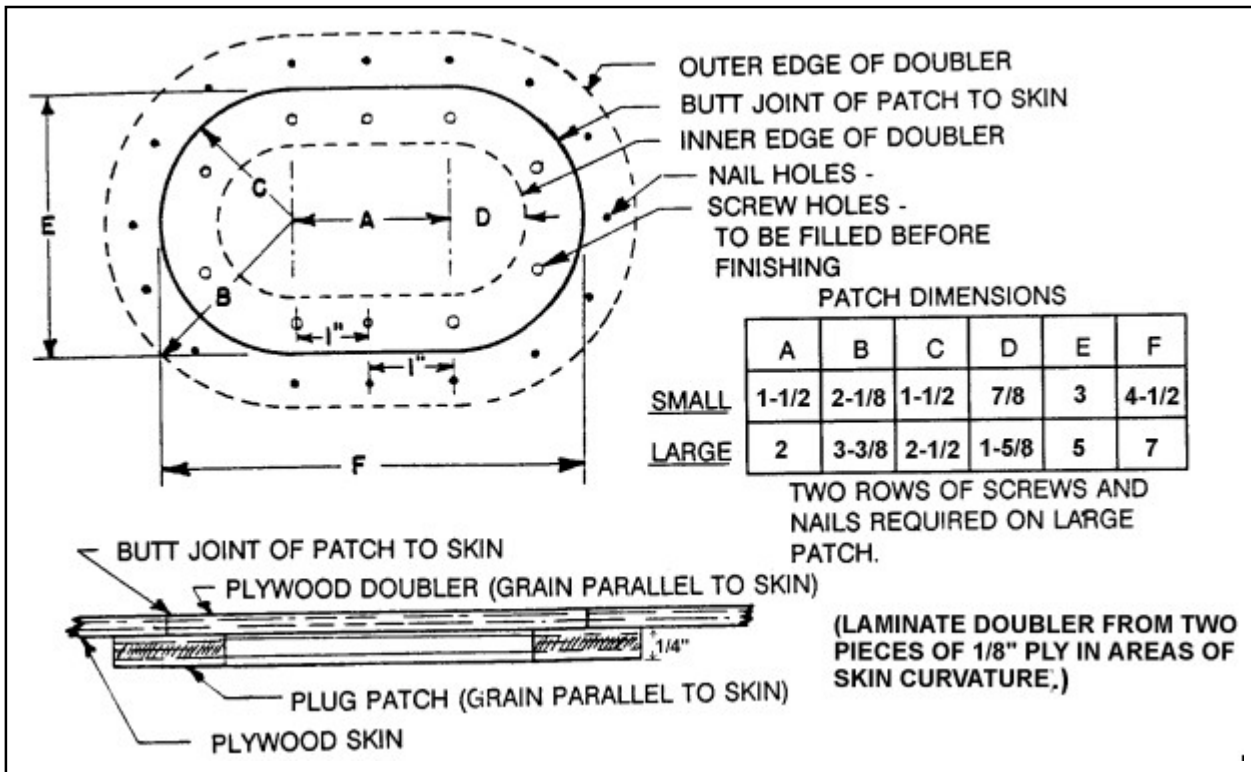 OUTER EDGE OF DOUBLER
BUTT JOINT OF PATCH TO SKIN
INNER EDGE OF DOUBLER
NAIL HOLES -
SCREW HOLES -
TO BE FILLED BEFORE
FINISHING
E
C
A
D
B
1"
1"
F
PATCH DIMENSIONS
A B C D E F
SMALL 1-1/2 2-1/8 1-1/2 7/8 3 4-1/2
LARGE 2 3-3/8 2-1/2 1-5/8 5 7
TWO ROWS OF SCREWS AND
NAILS REQUIRED ON LARGE
PATCH.
BUTT JOINT OF PATCH TO SKIN
PLYWOOD DOUBLER (GRAIN PARALLEL TO SKIN)
1/4"
PLUG PATCH (GRAIN PARALLEL TO SKIN)
PLYWOOD SKIN
(LAMINATE DOUBLER FROM TWO
PIECES OF 1/8" PLY IN AREAS OF
SKIN CURVATURE.)